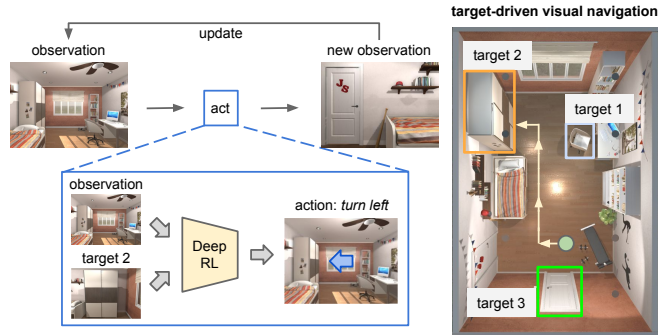 target-driven visual navigation
update
observation
new observation
act
target 2
target 1
JS
observation
target 2
Deep
RL
action: turn left
target 3